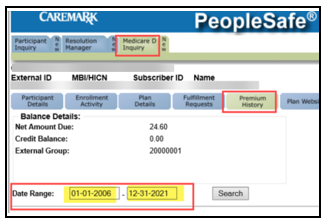 CAREMARK PeopleSafe®
Participant Inquiry Resolution Manager Medicare D Inquiry
External ID MBI/HICN Subscriber ID Name
Participant Details Enrollment Activity Plan Details Fulfillment Requests Premium History Plan Websi
Balance Details:
Net Amount Due: 24.60
Credit Balance: 0.00
External Group: 20000001
Date Range: 01-01-2006 - 12-31-2021 Search